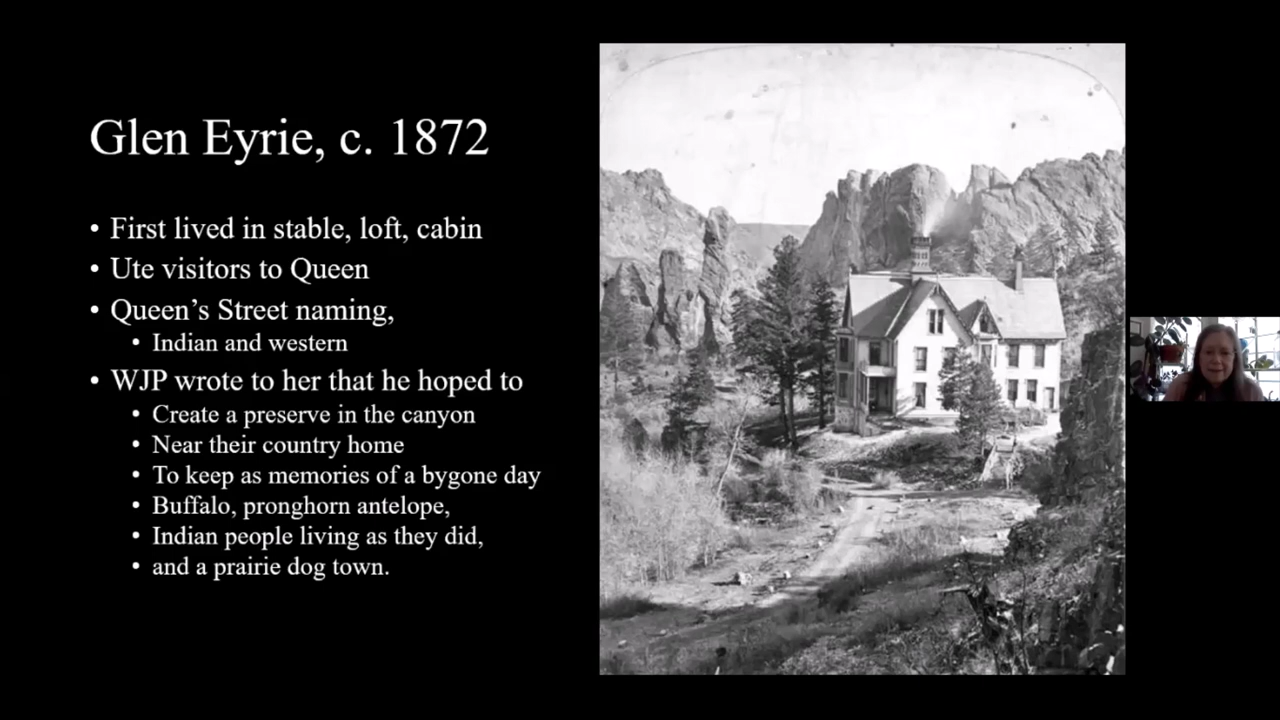 Glen Eyrie, c. 1872
• First lived in stable, loft, cabin
• Ute visitors to Queen
• Queen’s Street naming,
• Indian and western
• WJP wrote to her that he hoped to
• Create a preserve in the canyon
• Near their country home
• To keep as memories of a bygone day
• Buffalo, pronghorn antelope,
• Indian people living as they did,
• and a prairie dog town.